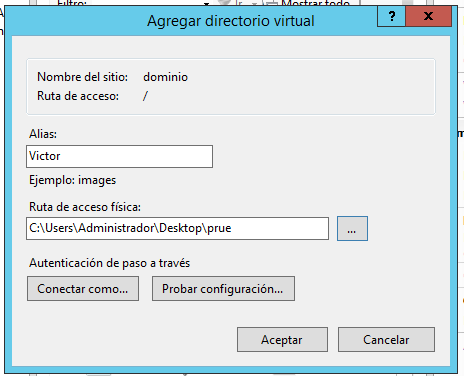 Filtro:
Mostrar todo
Agregar directorio virtual
?
x
Nombre del sitio: dominio
Ruta de acceso: /
Alias:
Victor
Ejemplo: images
Ruta de acceso física:
C:\Users\Administrador\Desktop\prue
...
Autenticación de paso a través
Conectar como...
Probar configuración...
Aceptar
Cancelar